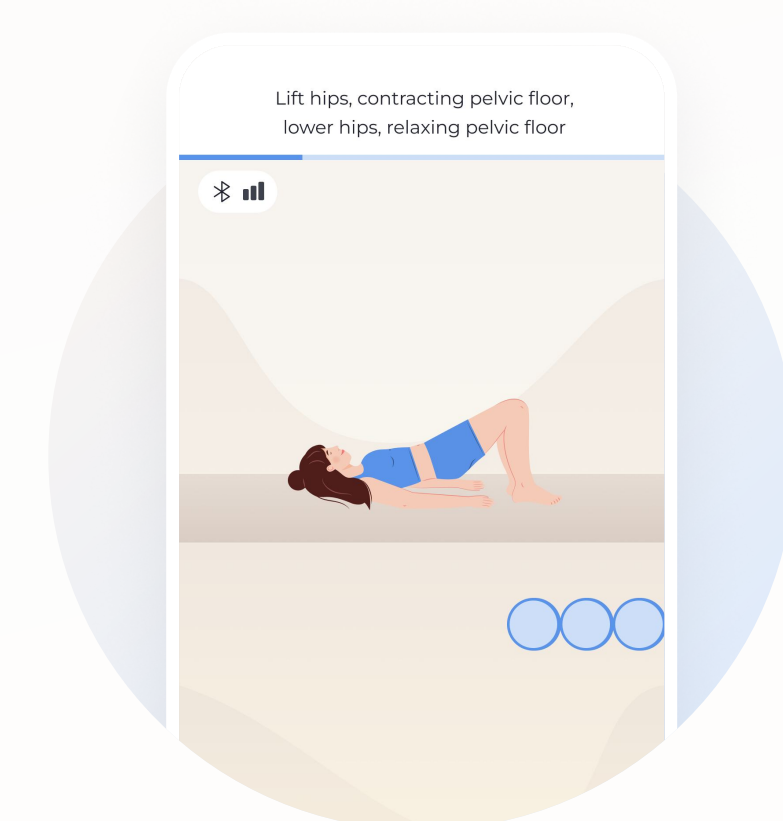 Lift hips, contracting pelvic floor,
lower hips, relaxing pelvic floor